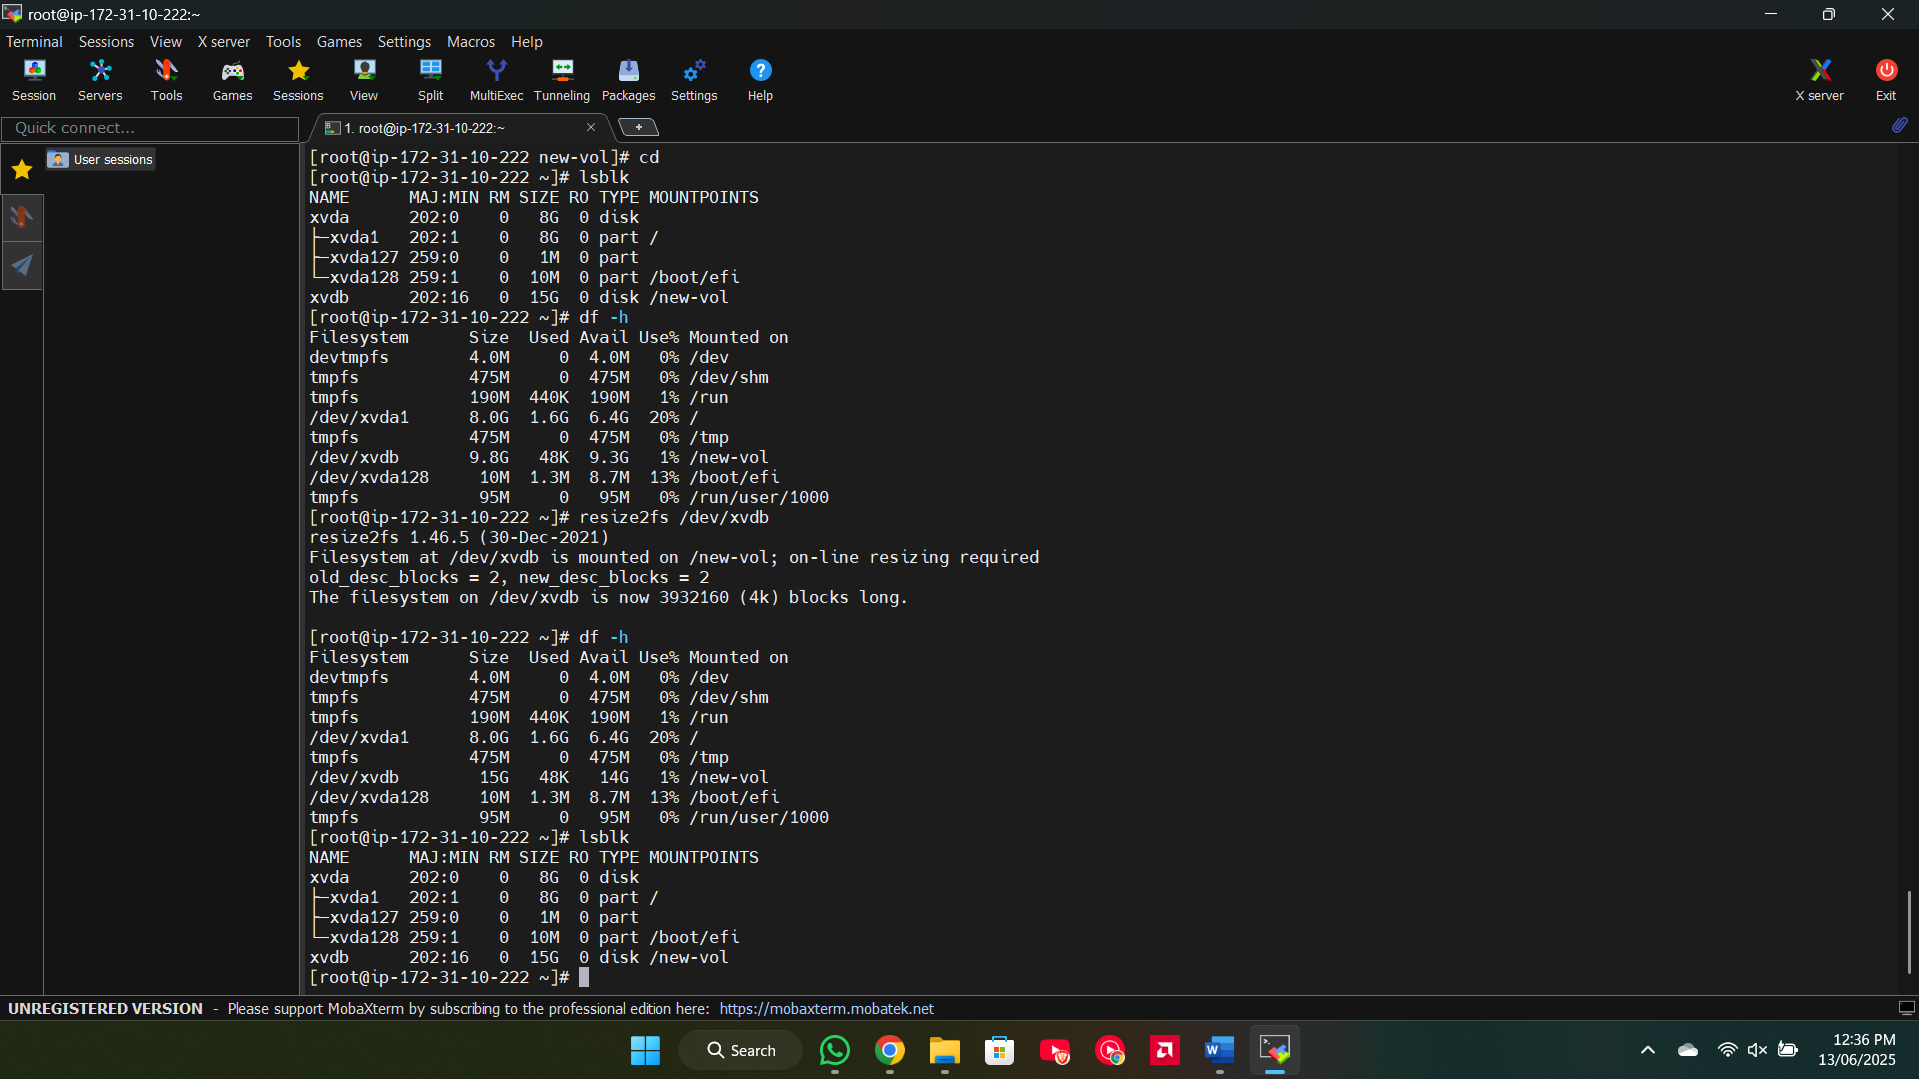 root@ip-172-31-10-222:~
Terminal Sessions View X server Tools Games Settings Macros Help
Session Servers Tools Games Sessions View Split MultiExec Tunneling Packages Settings Help X server Exit
Quick connect...
1. root@ip-172-31-10-222:~
User sessions
[root@ip-172-31-10-222 new-vol]# cd
[root@ip-172-31-10-222 ~]# lsblk
NAME      MAJ:MIN RM SIZE RO TYPE MOUNTPOINTS
xvda      202:0    0   8G  0 disk
├─xvda1   202:1    0   8G  0 part /
├─xvda127 259:0    0   1M  0 part
└─xvda128 259:1    0  10M  0 part /boot/efi
xvdb      202:16   0  15G  0 disk /new-vol
[root@ip-172-31-10-222 ~]# df -h
Filesystem      Size  Used Avail Use% Mounted on
devtmpfs        4.0M     0  4.0M   0% /dev
tmpfs           475M     0  475M   0% /dev/shm
tmpfs           190M  440K  190M   1% /run
/dev/xvda1      8.0G  1.6G  6.4G  20% /
tmpfs           475M     0  475M   0% /tmp
/dev/xvdb       9.8G   48K  9.3G   1% /new-vol
/dev/xvda128     10M  1.3M  8.7M  13% /boot/efi
tmpfs            95M     0   95M   0% /run/user/1000
[root@ip-172-31-10-222 ~]# resize2fs /dev/xvdb
resize2fs 1.46.5 (30-Dec-2021)
Filesystem at /dev/xvdb is mounted on /new-vol; on-line resizing required
old_desc_blocks = 2, new_desc_blocks = 2
The filesystem on /dev/xvdb is now 3932160 (4k) blocks long.
[root@ip-172-31-10-222 ~]# df -h
Filesystem      Size  Used Avail Use% Mounted on
devtmpfs        4.0M     0  4.0M   0% /dev
tmpfs           475M     0  475M   0% /dev/shm
tmpfs           190M  440K  190M   1% /run
/dev/xvda1      8.0G  1.6G  6.4G  20% /
tmpfs           475M     0  475M   0% /tmp
/dev/xvdb        15G   48K   14G   1% /new-vol
/dev/xvda128     10M  1.3M  8.7M  13% /boot/efi
tmpfs            95M     0   95M   0% /run/user/1000
[root@ip-172-31-10-222 ~]# lsblk
NAME      MAJ:MIN RM SIZE RO TYPE MOUNTPOINTS
xvda      202:0    0   8G  0 disk
├─xvda1   202:1    0   8G  0 part /
├─xvda127 259:0    0   1M  0 part
└─xvda128 259:1    0  10M  0 part /boot/efi
xvdb      202:16   0  15G  0 disk /new-vol
[root@ip-172-31-10-222 ~]#
UNREGISTERED VERSION - Please support MobaXterm by subscribing to the professional edition here: https://mobaxterm.mobatek.net
Search
12:36 PM
13/06/2025